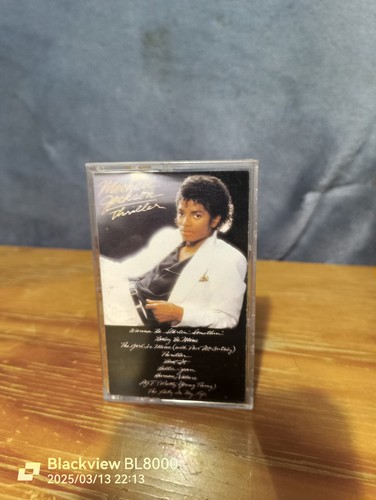 Michael
Jackson
Thriller
Wanna Be Startin' Somethin'
Baby Be Mine
The Girl Is Mine (with Paul McCartney)
Thriller
Beat It
Billie Jean
Human Nature
P.Y.T. (Pretty Young Thing)
The Lady In My Life
Blackview BL8000
2025/03/13 22:13